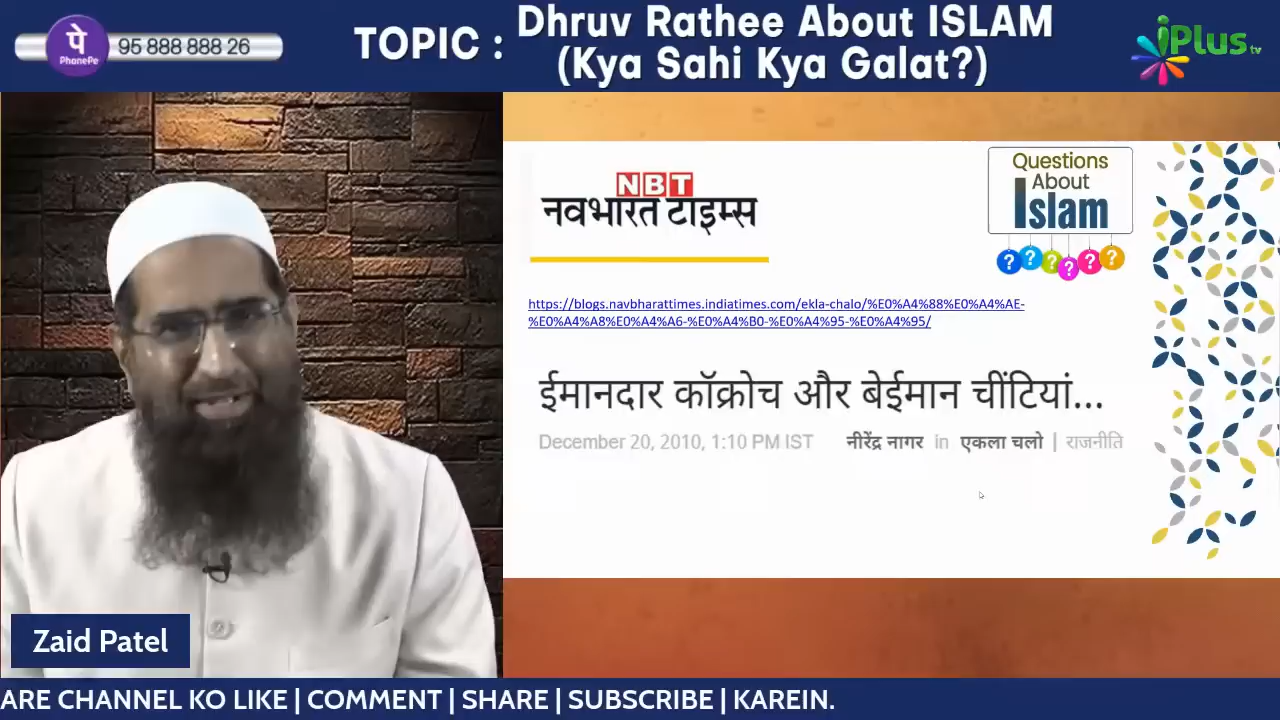 पे
PhonePe
95 888 888 26
TOPIC :
Dhruv Rathee About ISLAM
(Kya Sahi Kya Galat?)
iPlus tv
NBT
नवभारत टाइम्स
Questions
About
Islam
? ? ? ? ? ?
https://blogs.navbharattimes.indiatimes.com/ekla-chalo/%E0%A4%88%E0%A4%AE-
%E0%A4%A8%E0%A4%A6-%E0%A4%B0-%E0%A4%95-%E0%A4%95/
ईमानदार कॉक्रोच और बेईमान चींटियां...
December 20, 2010, 1:10 PM IST नीरेंद्र नागर in एकला चलो | राजनीति
Zaid Patel
ARE CHANNEL KO LIKE | COMMENT | SHARE | SUBSCRIBE | KAREIN.